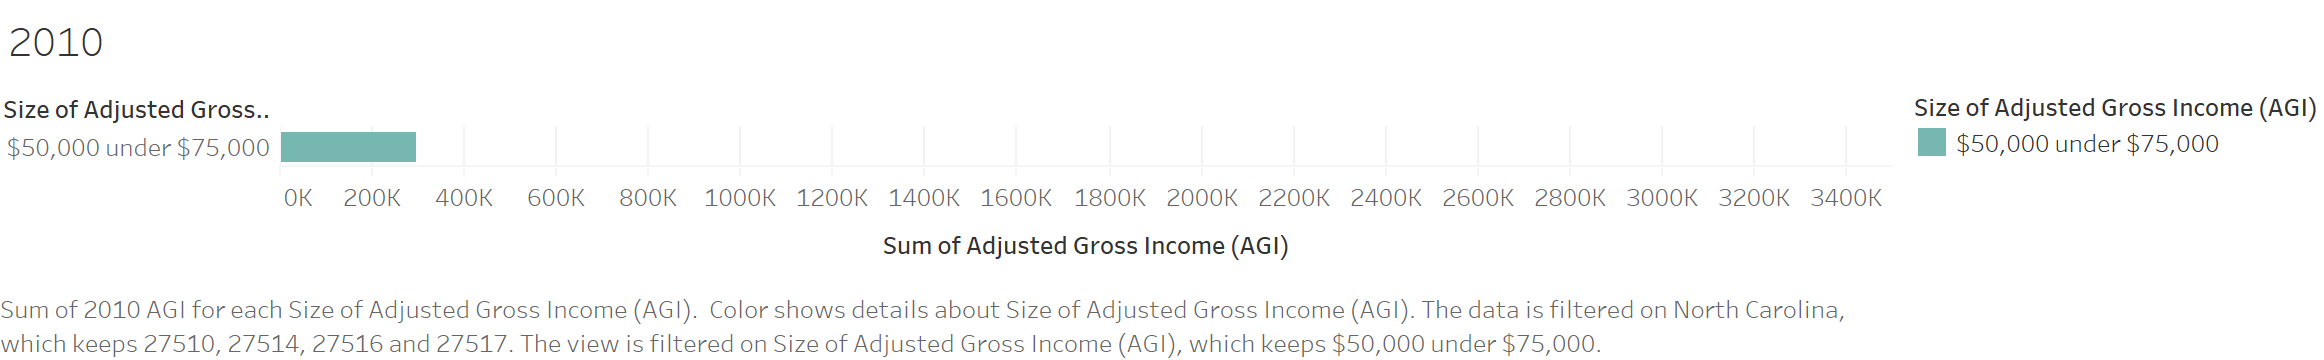 2010
Size of Adjusted Gross..
$50,000 under $75,000
0K 200K 400K 600K 800K 1000K 1200K 1400K 1600K 1800K 2000K 2200K 2400K 2600K 2800K 3000K 3200K 3400K
Sum of Adjusted Gross Income (AGI)
Size of Adjusted Gross Income (AGI)
$50,000 under $75,000
Sum of 2010 AGI for each Size of Adjusted Gross Income (AGI).  Color shows details about Size of Adjusted Gross Income (AGI). The data is filtered on North Carolina,
which keeps 27510, 27514, 27516 and 27517. The view is filtered on Size of Adjusted Gross Income (AGI), which keeps $50,000 under $75,000.